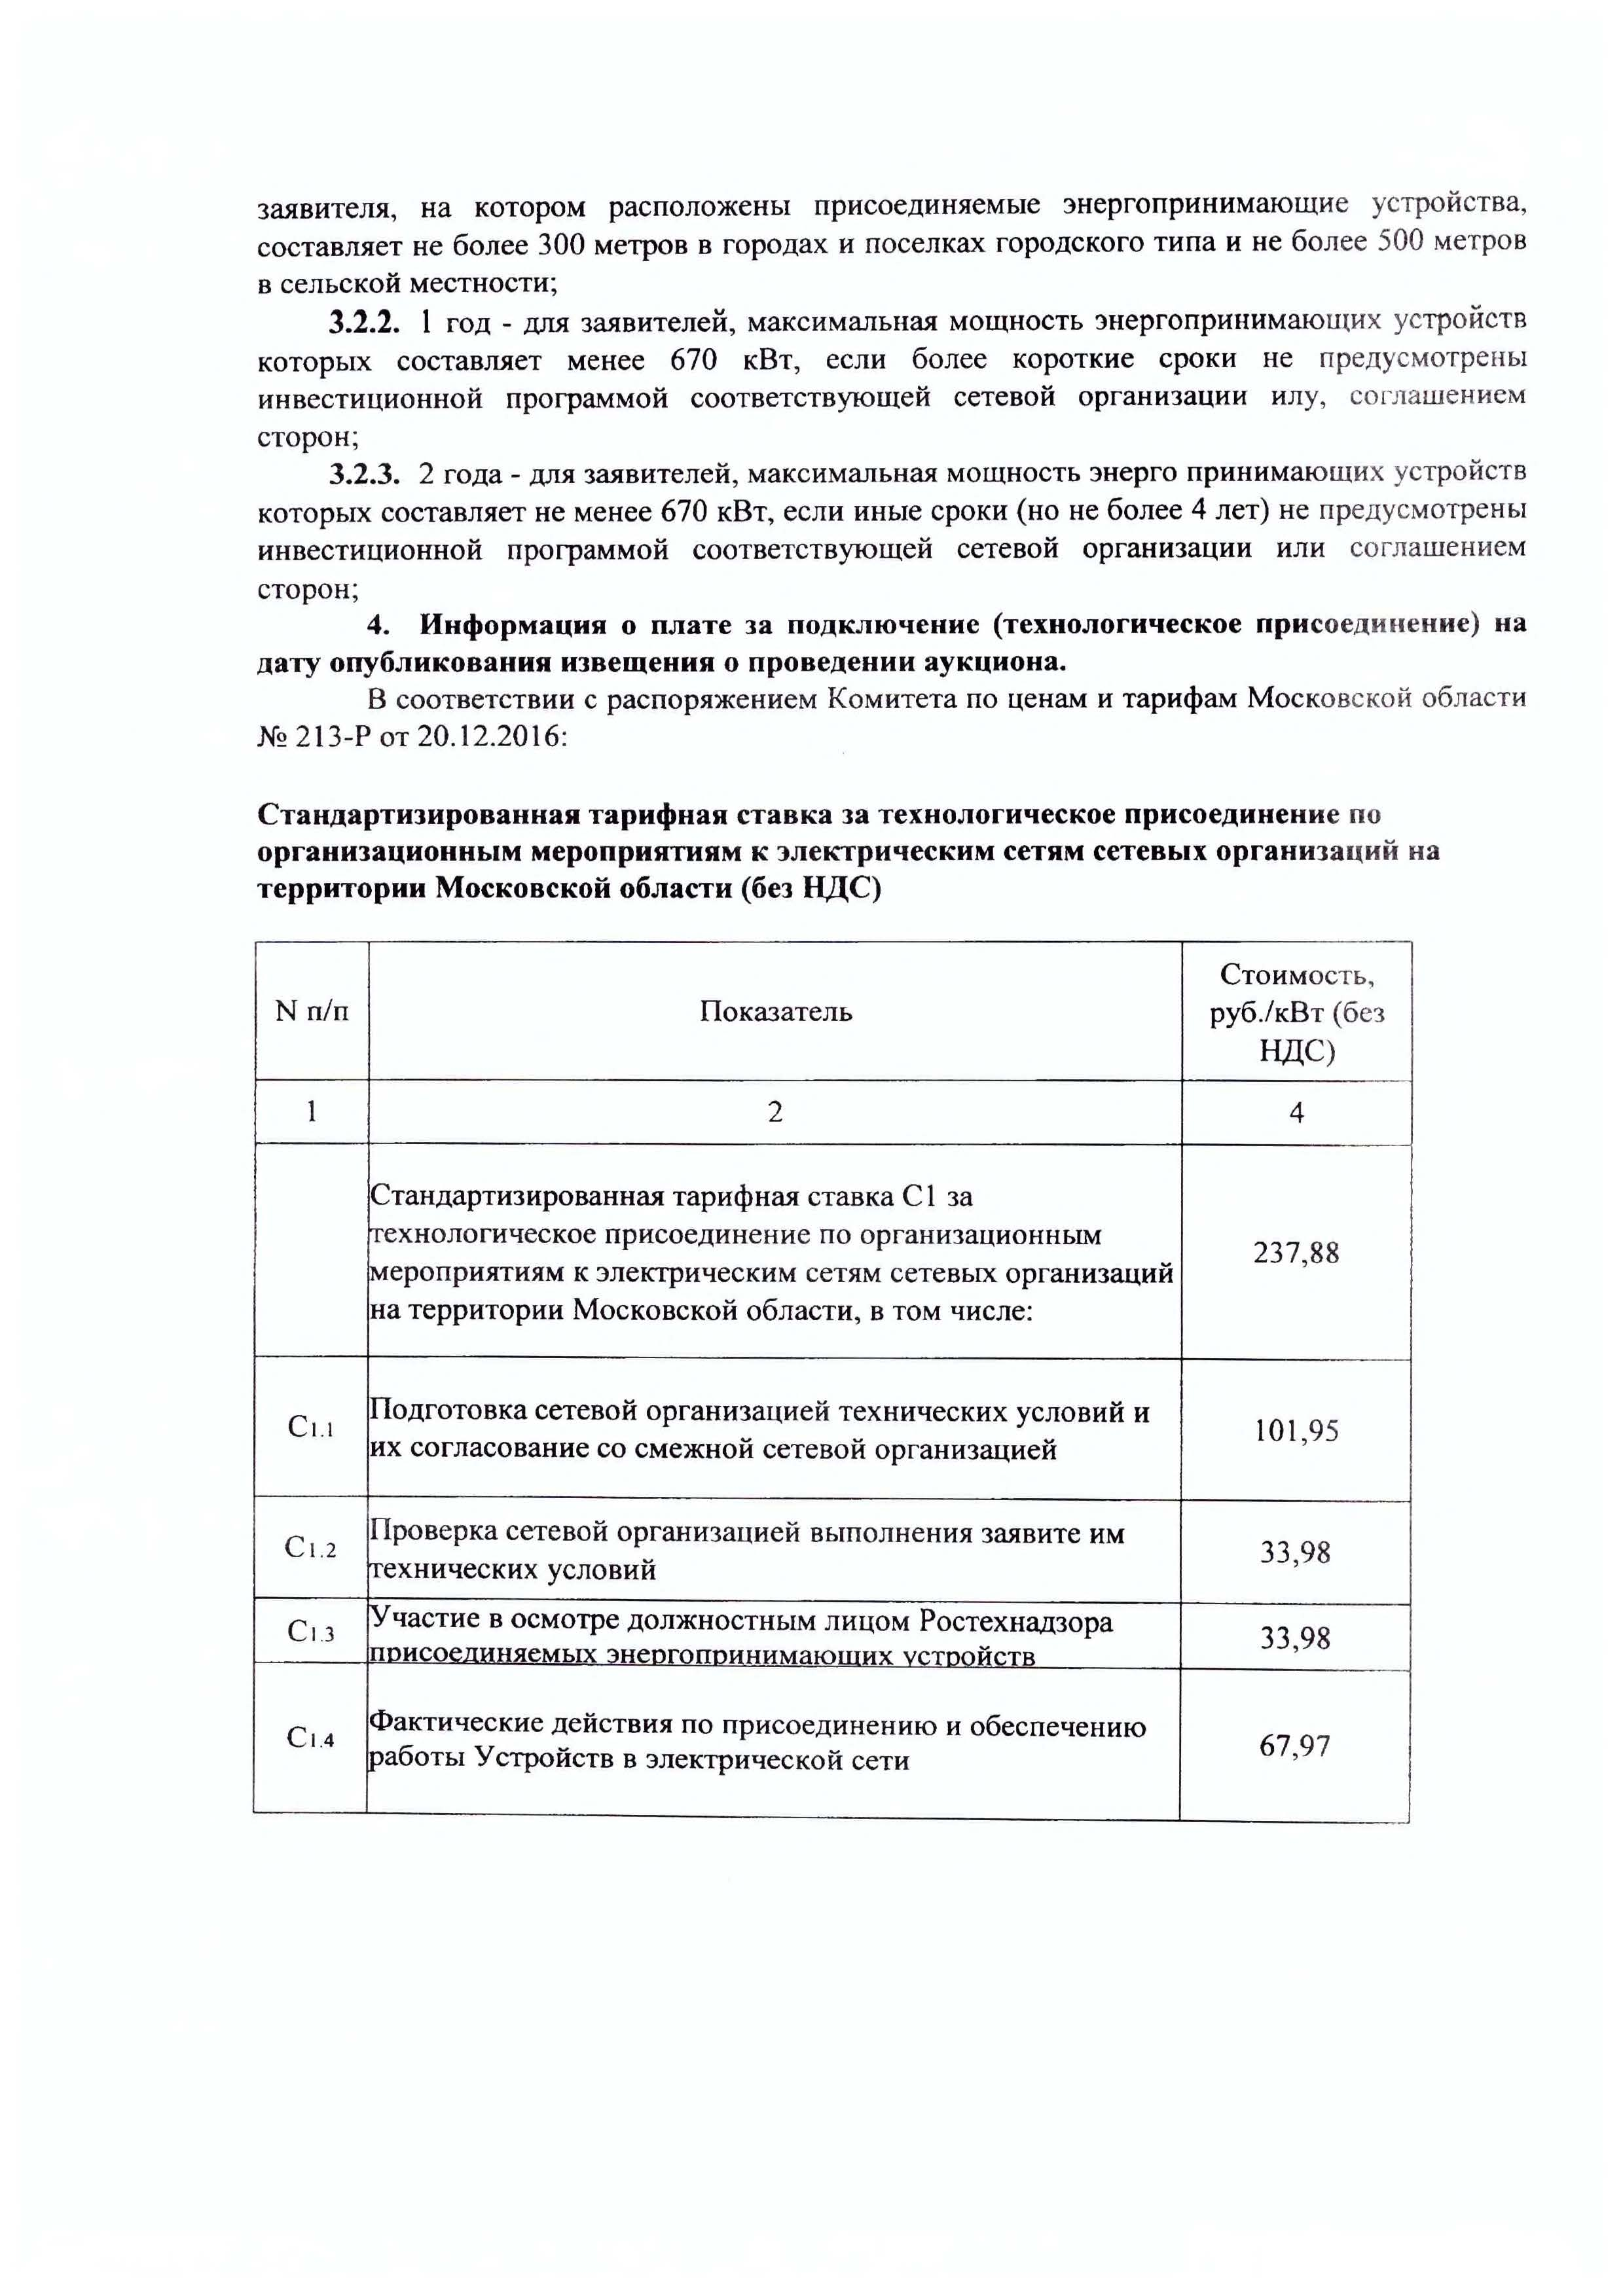 заявителя, на котором расположены присоединяемые энергопринимающие устройства,
составляет не более 300 метров в городах и поселках городского типа и не более 500 метров
в сельской местности;
3.2.2. 1 год - для заявителей, максимальная мощность энергопринимающих устройств
которых составляет менее 670 кВт, если более короткие сроки не предусмотрены
инвестиционной программой соответствующей сетевой организации илу, соглашением
сторон;
3.2.3. 2 года - для заявителей, максимальная мощность энерго принимающих устройств
которых составляет не менее 670 кВт, если иные сроки (но не более 4 лет) не предусмотрены
инвестиционной программой соответствующей сетевой организации или соглашением
сторон;
4. Информация о плате за подключение (технологическое присоединение) на
дату опубликования извещения о проведении аукциона.
В соответствии с распоряжением Комитета по ценам и тарифам Московской области
№ 213-Р от 20.12.2016:
Стандартизированная тарифная ставка за технологическое присоединение по
организационным мероприятиям к электрическим сетям сетевых организаций на
территории Московской области (без НДС)
N п/п
Показатель
Стоимость,
руб./кВт (без
НДС)
1
2
4
Стандартизированная тарифная ставка С1 за
технологическое присоединение по организационным
мероприятиям к электрическим сетям сетевых организаций
на территории Московской области, в том числе:
237,88
С1.1
Подготовка сетевой организацией технических условий и
их согласование со смежной сетевой организацией
101,95
С1.2
Проверка сетевой организацией выполнения заявите им
технических условий
33,98
С1.3
Участие в осмотре должностным лицом Ростехнадзора
присоединяемых энергопринимающих устройств
33,98
С1.4
Фактические действия по присоединению и обеспечению
работы Устройств в электрической сети
67,97